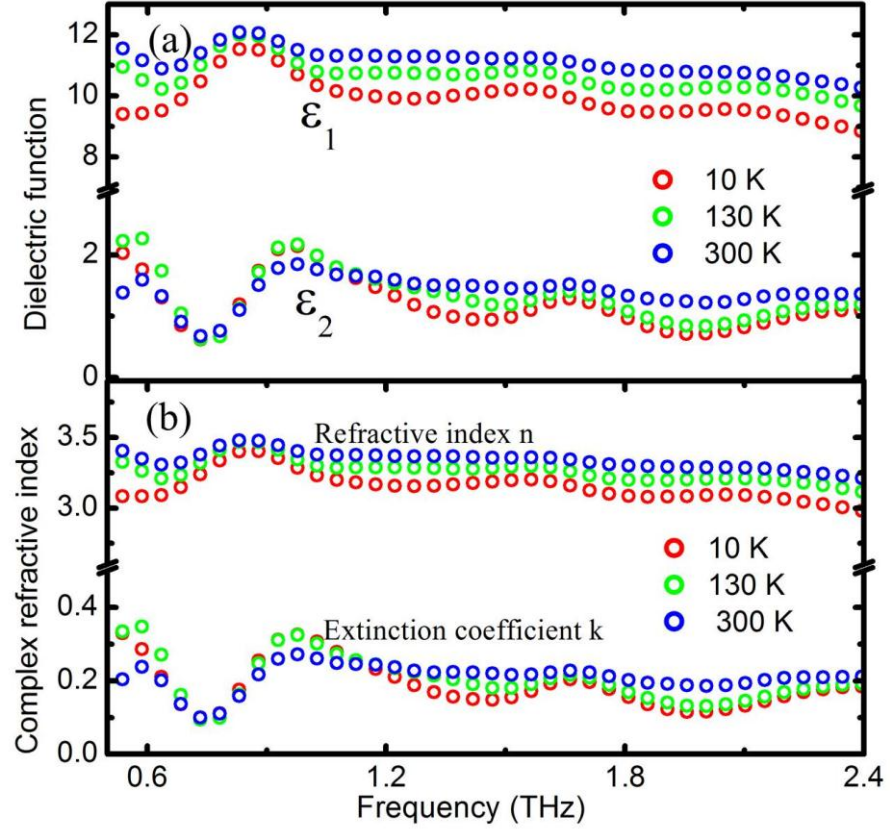 (a)
12
10
8
2
0
Dielectric function
ε1
ε2
10 K
130 K
300 K
(b)
3.5
3.0
0.4
0.2
0.0
Complex refractive index
Refractive index n
Extinction coefficient k
10 K
130 K
300 K
0.6 1.2 1.8 2.4
Frequency (THz)